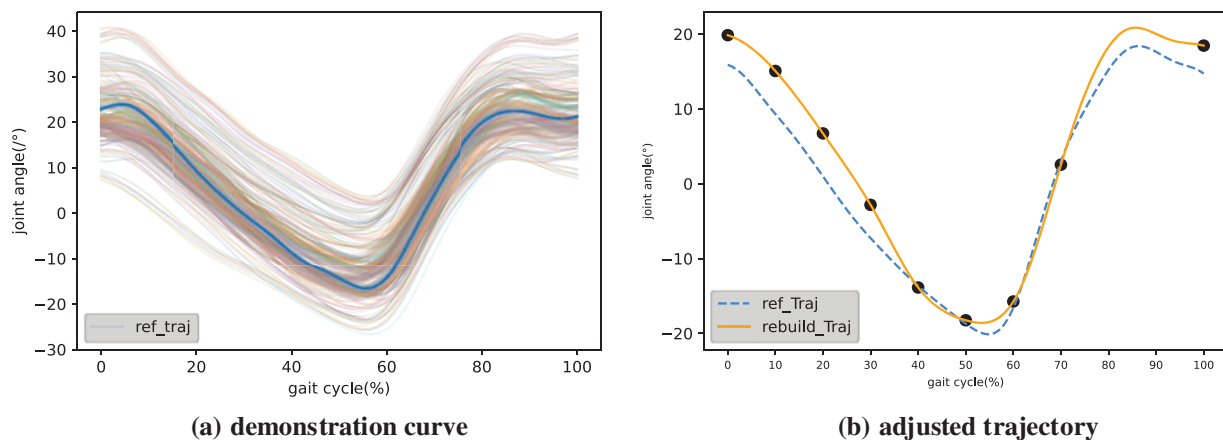 40
30
20
10
0
−10
−20
−30
joint angle(/°)
ref_traj
0 20 40 60 80 100
gait cycle(%)
(a) demonstration curve
20
10
0
−10
−20
joint angle(°)
ref_Traj
rebuild_Traj
0 10 20 30 40 50 60 70 80 90 100
gait cycle(%)
(b) adjusted trajectory